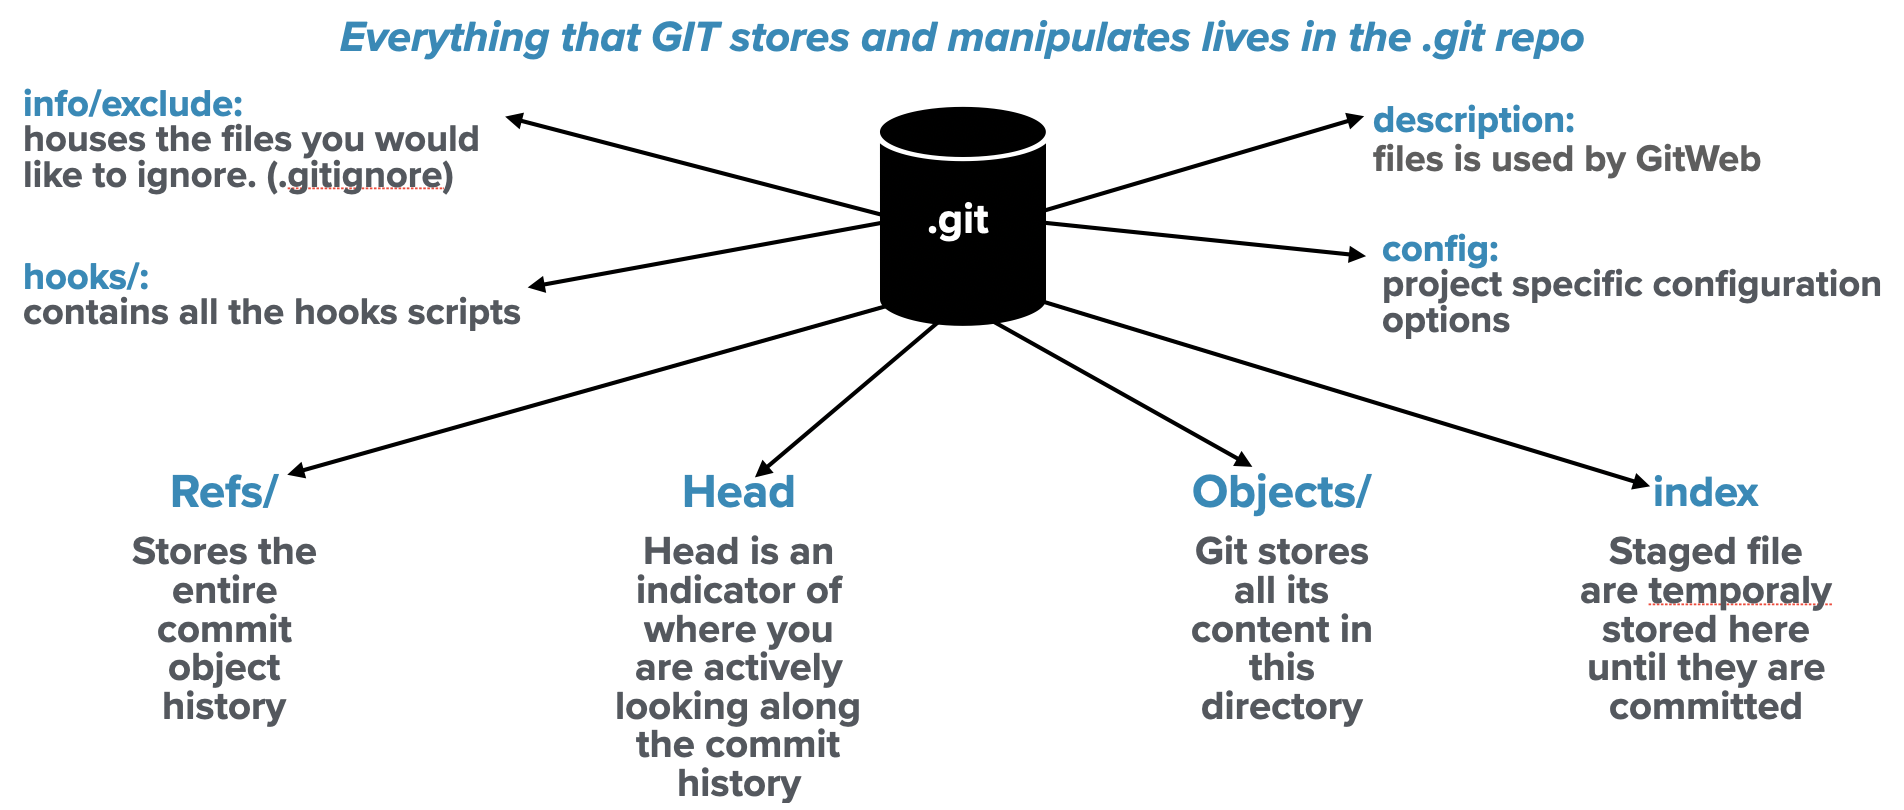 Everything that GIT stores and manipulates lives in the .git repo
info/exclude:
houses the files you would
like to ignore. (.gitignore)
hooks/:
contains all the hooks scripts
.git
description:
files is used by GitWeb
config:
project specific configuration
options
Refs/
Stores the
entire
commit
object
history
Head
Head is an
indicator of
where you
are actively
looking along
the commit
history
Objects/
Git stores
all its
content in
this
directory
index
Staged file
are temporaly
stored here
until they are
committed